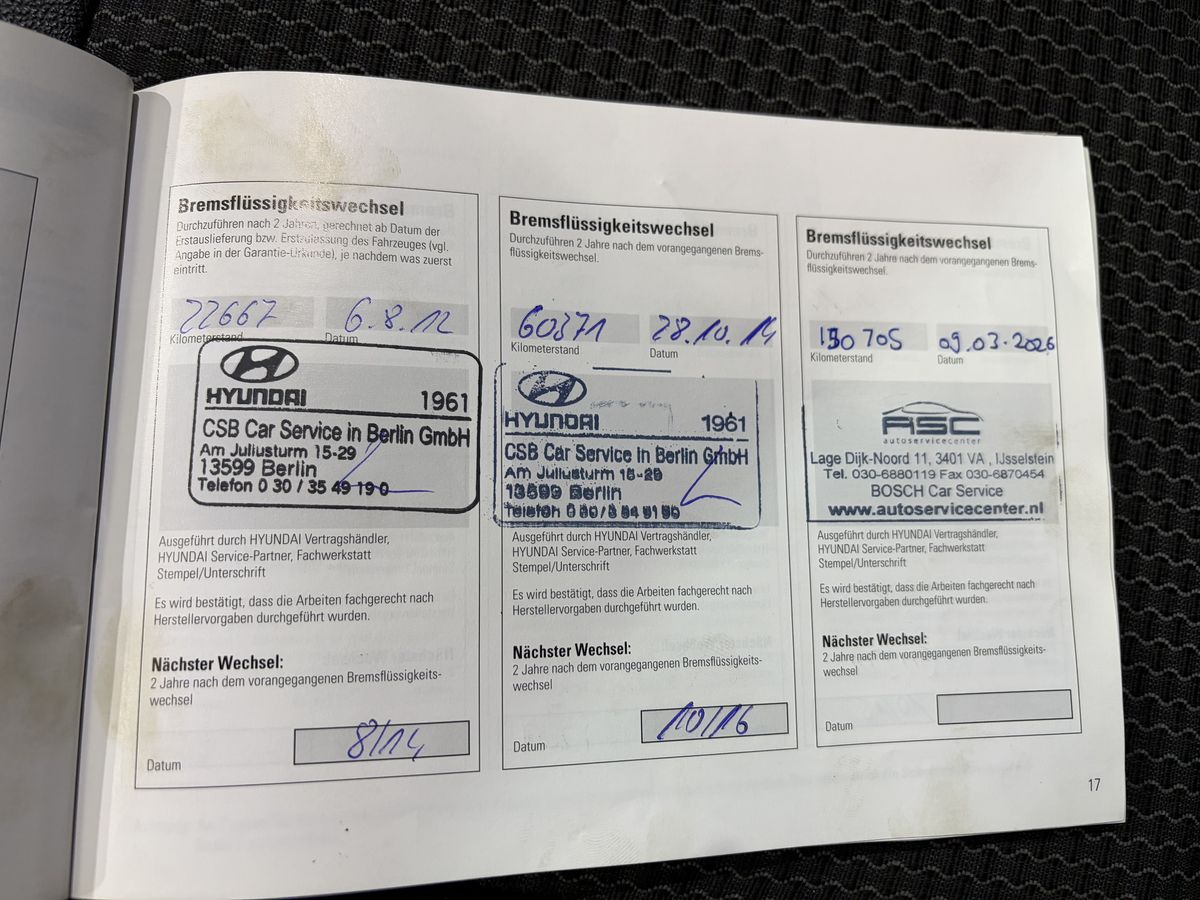 Bremsflüssigkeitswechsel
Durchzuführen nach 2 Jahren, gerechnet ab Datum der
Erstauslieferung bzw. Erstzulassung des Fahrzeuges (vgl.
Angabe in der Garantie-Urkunde), je nachdem was zuerst
eintritt.
22667 6.8.12
Kilometerstand Datum
HYUNDAI 1961
CSB Car Service in Berlin GmbH
Am Juliusturm 15-29
13599 Berlin
Telefon 0 30 / 35 49 19 0
Ausgeführt durch HYUNDAI Vertragshändler,
HYUNDAI Service-Partner, Fachwerkstatt
Stempel/Unterschrift
Es wird bestätigt, dass die Arbeiten fachgerecht nach
Herstellervorgaben durchgeführt wurden.
Nächster Wechsel:
2 Jahre nach dem vorangegangenen Bremsflüssigkeits-
wechsel
8/14
Datum
Bremsflüssigkeitswechsel
Durchzuführen 2 Jahre nach dem vorangegangenen Brems-
flüssigkeitswechsel.
60371 28.10.14
Kilometerstand Datum
HYUNDAI 1961
CSB Car Service in Berlin GmbH
Am Juliusturm 15-29
13599 Berlin
Telefon
Ausgeführt durch HYUNDAI Vertragshändler,
HYUNDAI Service-Partner, Fachwerkstatt
Stempel/Unterschrift
Es wird bestätigt, dass die Arbeiten fachgerecht nach
Herstellervorgaben durchgeführt wurden.
Nächster Wechsel:
2 Jahre nach dem vorangegangenen Bremsflüssigkeits-
wechsel
10/16
Datum
Bremsflüssigkeitswechsel
Durchzuführen 2 Jahre nach dem vorangegangenen Brems-
flüssigkeitswechsel.
705 09.03.2026
Kilometerstand Datum
ASC
autoservicecenter
Lage Dijk-Noord 11, 3401 VA , IJsselstein
Tel. 030-6880119 Fax 030-6870454
BOSCH Car Service
www.autoservicecenter.nl
Ausgeführt durch HYUNDAI Vertragshändler,
HYUNDAI Service-Partner, Fachwerkstatt
Stempel/Unterschrift
Es wird bestätigt, dass die Arbeiten fachgerecht nach
Herstellervorgaben durchgeführt wurden.
Nächster Wechsel:
2 Jahre nach dem vorangegangenen Bremsflüssigkeits-
wechsel
Datum
17